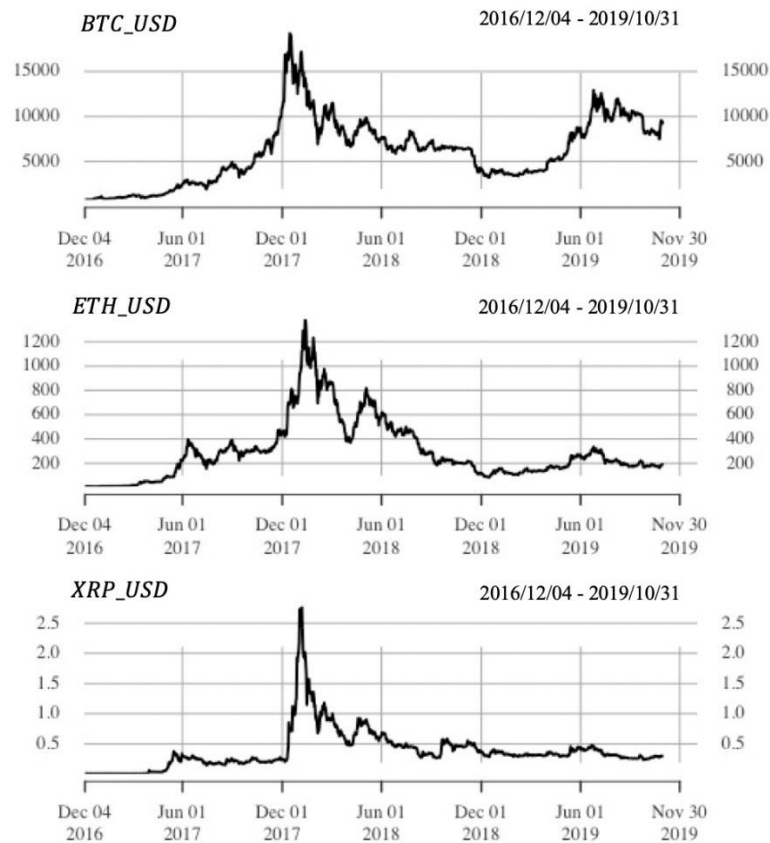 BTC_USD 2016/12/04 - 2019/10/31
15000 15000
10000 10000
5000 5000
Dec 04 Jun 01 Dec 01 Jun 01 Dec 01 Jun 01 Nov 30
2016 2017 2017 2018 2018 2019 2019
ETH_USD 2016/12/04 - 2019/10/31
1200 1200
1000 1000
800 800
600 600
400 400
200 200
Dec 04 Jun 01 Dec 01 Jun 01 Dec 01 Jun 01 Nov 30
2016 2017 2017 2018 2018 2019 2019
XRP_USD 2016/12/04 - 2019/10/31
2.5 2.5
2.0 2.0
1.5 1.5
1.0 1.0
0.5 0.5
Dec 04 Jun 01 Dec 01 Jun 01 Dec 01 Jun 01 Nov 30
2016 2017 2017 2018 2018 2019 2019